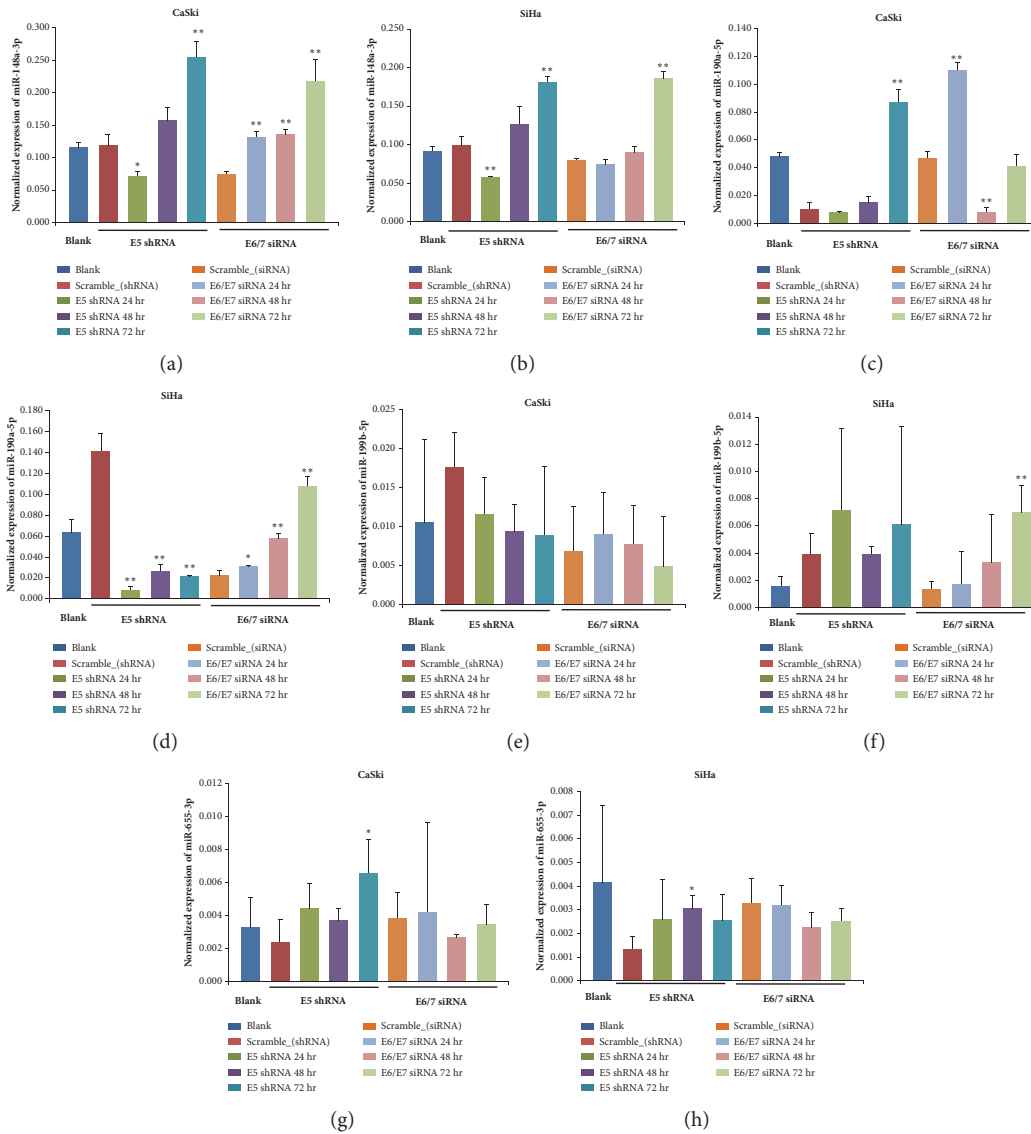 CaSki
Normalized expression of miR-148a-3p
0.300
0.250
0.200
0.150
0.100
0.050
0.000
*
**
**
**
**
Blank
E5 shRNA
E6/7 siRNA
Blank
Scramble_(siRNA)
Scramble_(shRNA)
E6/E7 siRNA 24 hr
E5 shRNA 24 hr
E6/E7 siRNA 48 hr
E5 shRNA 48 hr
E6/E7 siRNA 72 hr
E5 shRNA 72 hr
(a)
SiHa
Normalized expression of miR-148a-3p
0.300
0.250
0.200
0.150
0.100
0.050
0.000
**
**
**
Blank
E5 shRNA
E6/7 siRNA
Blank
Scramble_(siRNA)
Scramble_(shRNA)
E6/E7 siRNA 24 hr
E5 shRNA 24 hr
E6/E7 siRNA 48 hr
E5 shRNA 48 hr
E6/E7 siRNA 72 hr
E5 shRNA 72 hr
(b)
CaSki
Normalized expression of miR-190a-5p
0.140
0.120
0.100
0.080
0.060
0.040
0.020
0.000
**
**
**
Blank
E5 shRNA
E6/7 siRNA
Blank
Scramble_(siRNA)
Scramble_(shRNA)
E6/E7 siRNA 24 hr
E5 shRNA 24 hr
E6/E7 siRNA 48 hr
E5 shRNA 48 hr
E6/E7 siRNA 72 hr
E5 shRNA 72 hr
(c)
SiHa
Normalized expression of miR-190a-5p
0.180
0.160
0.140
0.120
0.100
0.080
0.060
0.040
0.020
0.000
**
**
**
*
**
**
Blank
E5 shRNA
E6/7 siRNA
Blank
Scramble_(siRNA)
Scramble_(shRNA)
E6/E7 siRNA 24 hr
E5 shRNA 24 hr
E6/E7 siRNA 48 hr
E5 shRNA 48 hr
E6/E7 siRNA 72 hr
E5 shRNA 72 hr
(d)
CaSki
Normalized expression of miR-199b-5p
0.025
0.020
0.015
0.010
0.005
0.000
Blank
E5 shRNA
E6/7 siRNA
Blank
Scramble_(siRNA)
Scramble_(shRNA)
E6/E7 siRNA 24 hr
E5 shRNA 24 hr
E6/E7 siRNA 48 hr
E5 shRNA 48 hr
E6/E7 siRNA 72 hr
E5 shRNA 72 hr
(e)
SiHa
Normalized expression of miR-199b-5p
0.014
0.012
0.010
0.008
0.006
0.004
0.002
0.000
**
Blank
E5 shRNA
E6/7 siRNA
Blank
Scramble_(siRNA)
Scramble_(shRNA)
E6/E7 siRNA 24 hr
E5 shRNA 24 hr
E6/E7 siRNA 48 hr
E5 shRNA 48 hr
E6/E7 siRNA 72 hr
E5 shRNA 72 hr
(f)
CaSki
Normalized expression of miR-655-3p
0.012
0.010
0.008
0.006
0.004
0.002
0.000
*
Blank
E5 shRNA
E6/7 siRNA
Blank
Scramble_(siRNA)
Scramble_(shRNA)
E6/E7 siRNA 24 hr
E5 shRNA 24 hr
E6/E7 siRNA 48 hr
E5 shRNA 48 hr
E6/E7 siRNA 72 hr
E5 shRNA 72 hr
(g)
SiHa
Normalized expression of miR-655-3p
0.008
0.007
0.006
0.005
0.004
0.003
0.002
0.001
0.000
*
Blank
E5 shRNA
E6/7 siRNA
Blank
Scramble_(siRNA)
Scramble_(shRNA)
E6/E7 siRNA 24 hr
E5 shRNA 24 hr
E6/E7 siRNA 48 hr
E5 shRNA 48 hr
E6/E7 siRNA 72 hr
E5 shRNA 72 hr
(h)